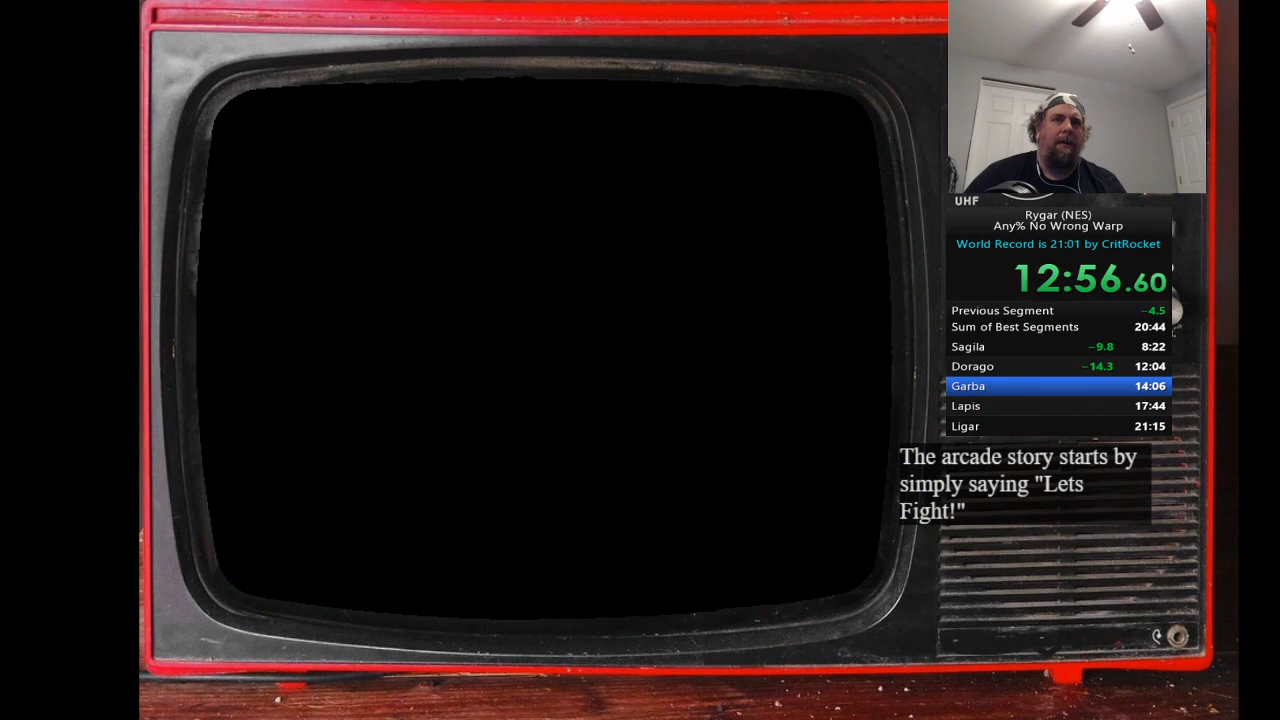 UHF
Rygar (NES)
Any% No Wrong Warp
World Record is 21:01 by CritRocket
12:56.60
Previous Segment -4.5
Sum of Best Segments 20:44
Sagila -9.8 8:22
Dorago -14.3 12:04
Garba 14:06
Lapis 17:44
Ligar 21:15
The arcade story starts by
simply saying "Lets
Fight!"